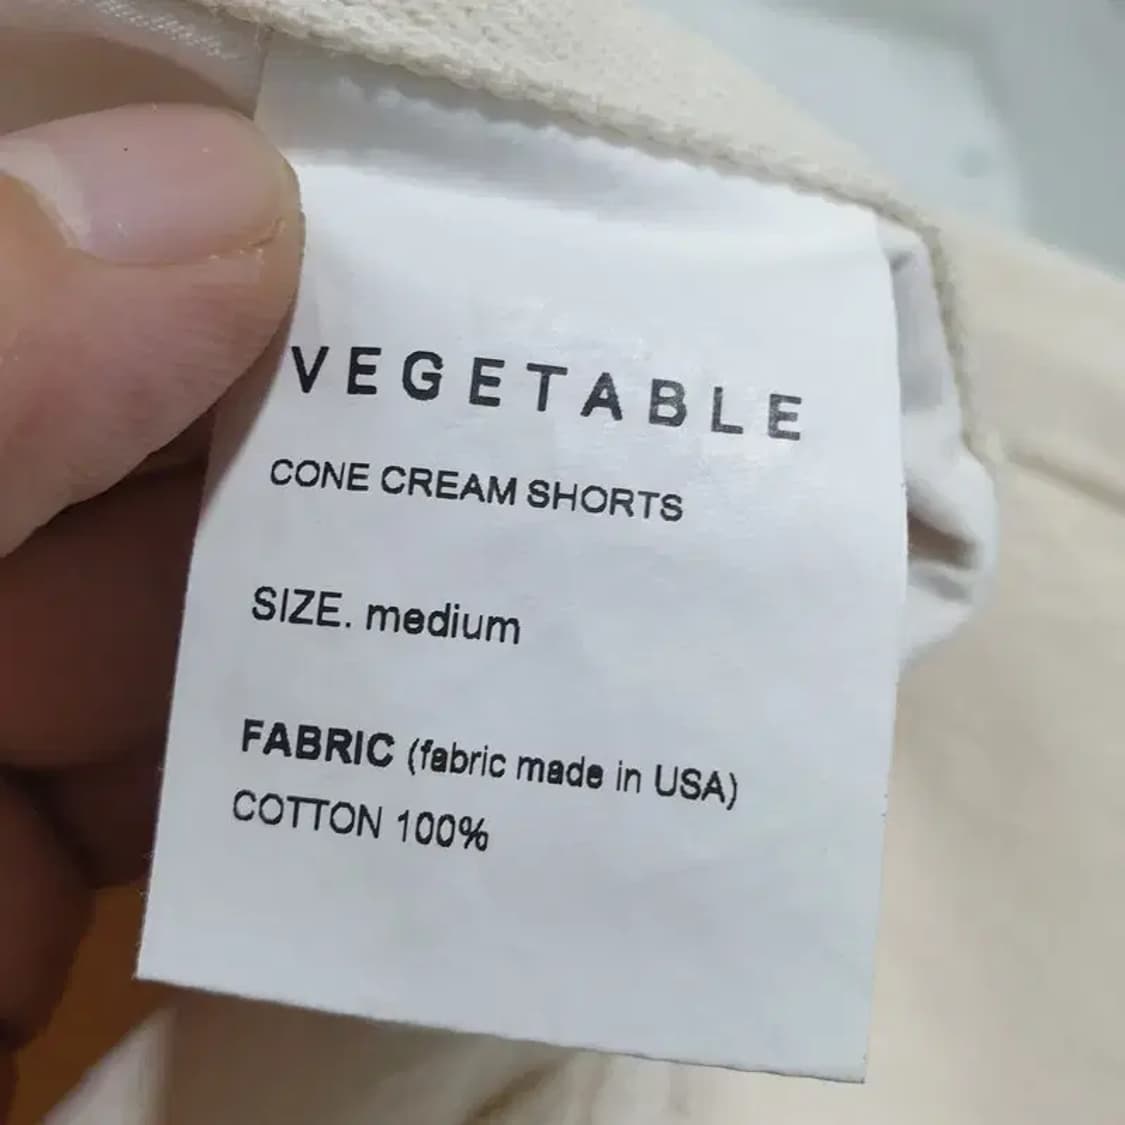 VEGETABLE
CONE CREAM SHORTS
SIZE. medium
FABRIC (fabric made in USA)
COTTON 100%